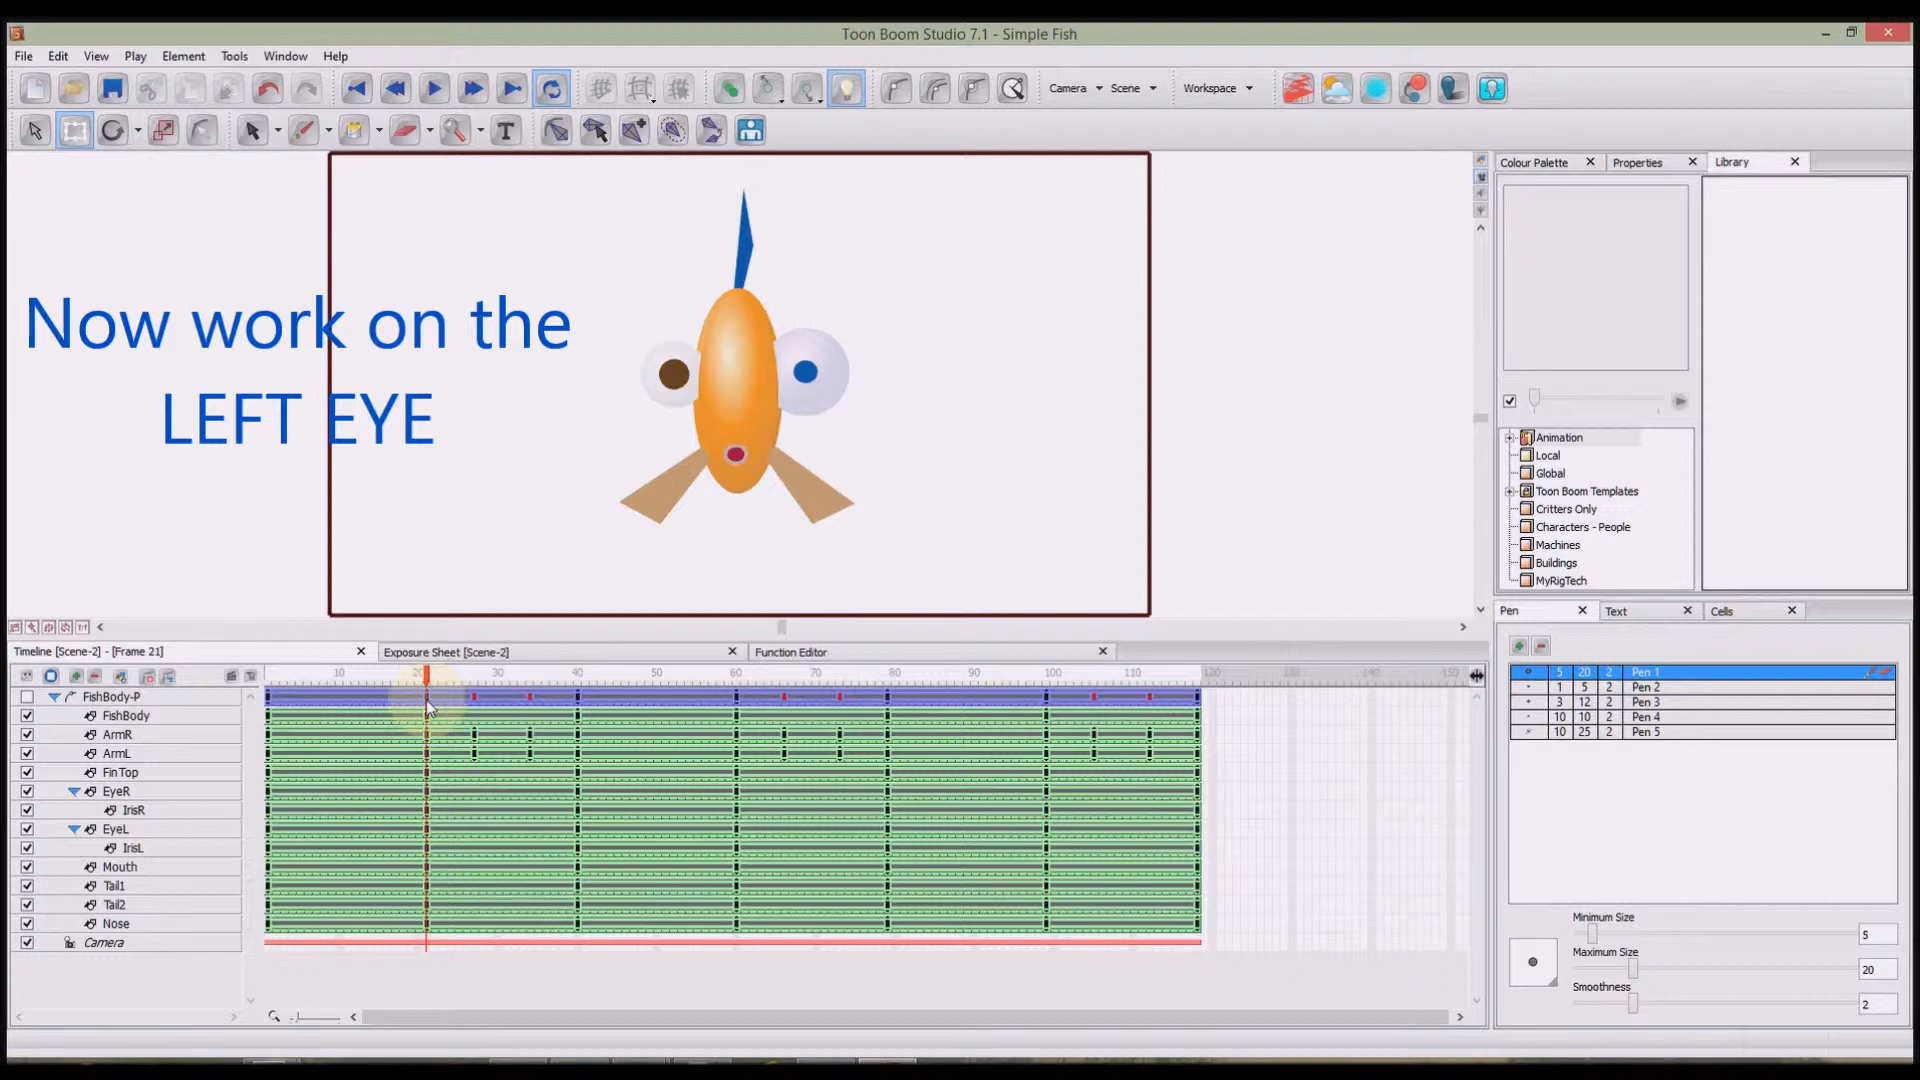 Toon Boom Studio 7.1 - Simple Fish
File Edit View Play Element Tools Window Help
Camera Scene Workspace
T
Colour Palette Properties Library
Now work on the
LEFT EYE
Animation
Local
Global
Toon Boom Templates
Critters Only
Characters - People
Machines
Buildings
MyRigTech
Pen Text Cells
5 20 2 Pen 1
1 5 2 Pen 2
3 12 2 Pen 3
10 10 2 Pen 4
10 25 2 Pen 5
Minimum Size
5
Maximum Size
20
Smoothness
2
Timeline [Scene-2] - [Frame 21] Exposure Sheet [Scene-2] Function Editor
10 20 30 40 50 60 70 80 90 100 110 120 130 140 150
FishBody-P
FishBody
ArmR
ArmL
FinTop
EyeR
IrisR
EyeL
IrisL
Mouth
Tail1
Tail2
Nose
Camera